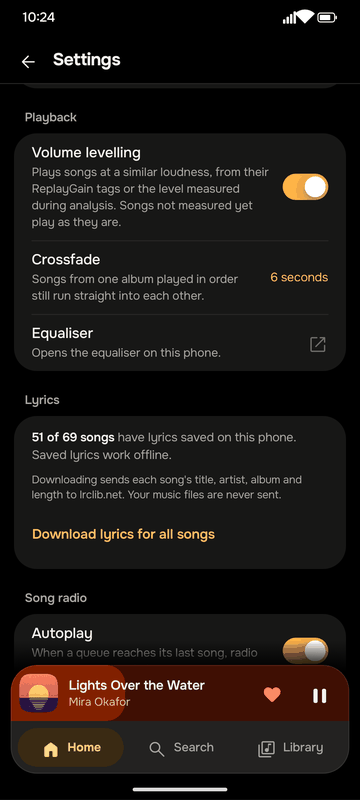 10:24
Settings
Playback
Volume levelling
Plays songs at a similar loudness, from their
ReplayGain tags or the level measured
during analysis. Songs not measured yet
play as they are.
Crossfade
Songs from one album played in order
still run straight into each other.
6 seconds
Equaliser
Opens the equaliser on this phone.
Lyrics
51 of 69 songs have lyrics saved on this phone.
Saved lyrics work offline.
Downloading sends each song's title, artist, album and
length to lrclib.net. Your music files are never sent.
Download lyrics for all songs
Song radio
Autoplay
When a queue reaches its last song, radio
Lights Over the Water
Mira Okafor
Home
Search
Library